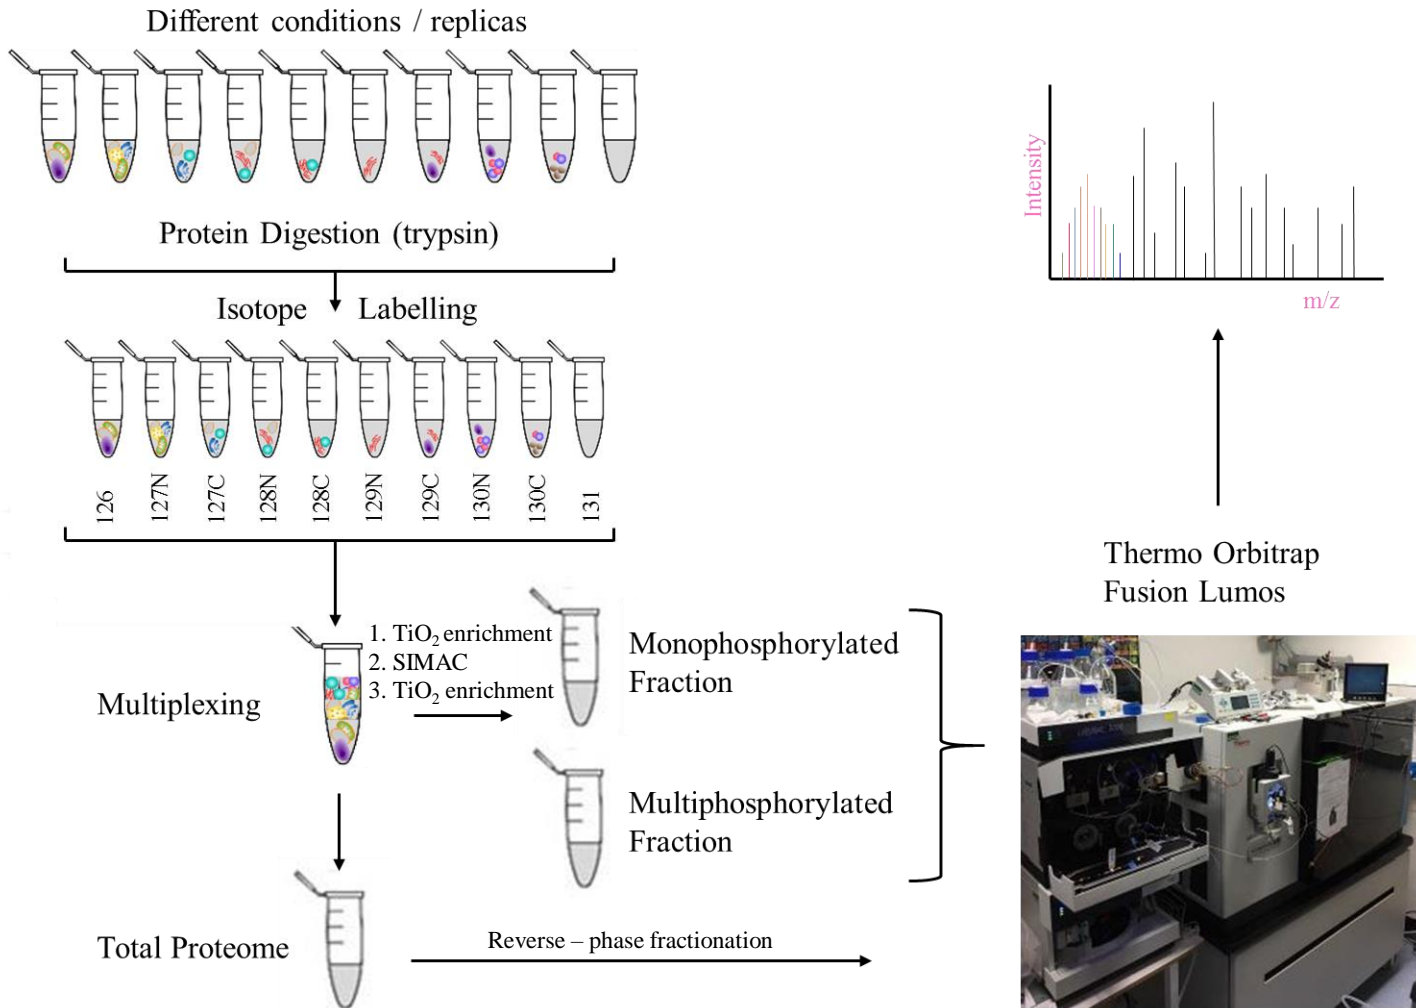 Different conditions / replicas
Protein Digestion (trypsin)
Isotope Labelling
126
127N
127C
128N
128C
129N
129C
130N
130C
131
Multiplexing
1. TiO₂ enrichment
2. SIMAC
3. TiO₂ enrichment
Monophosphorylated
Fraction
Multiphosphorylated
Fraction
Total Proteome
Reverse – phase fractionation
Intensity
m/z
Thermo Orbitrap
Fusion Lumos